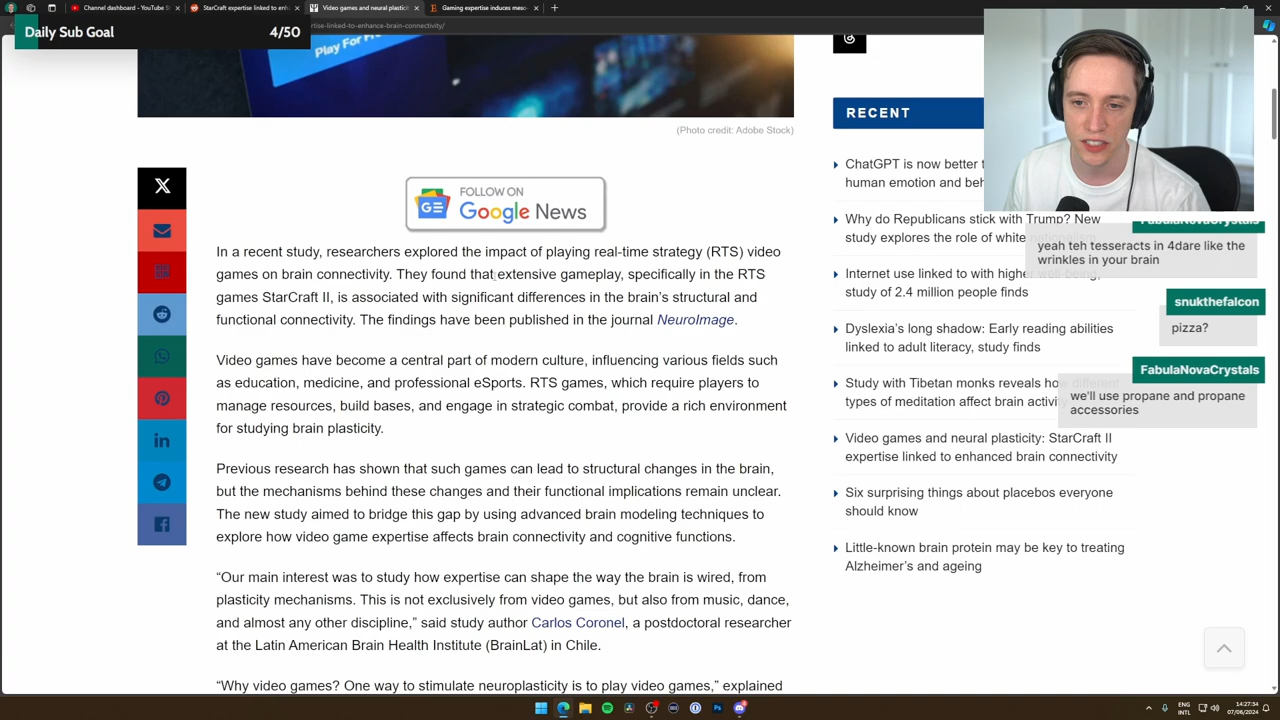 Channel dashboard - YouTube S
StarCraft expertise linked to enh
Video games and neural plasticit
Gaming expertise induces meso
ertise-linked-to-enhance-brain-connectivity/
Daily Sub Goal
4/50
Play For Fre
(Photo credit: Adobe Stock)
FOLLOW ON
Google News
GE
In a recent study, researchers explored the impact of playing real-time strategy (RTS) video
games on brain connectivity. They found that extensive gameplay, specifically in the RTS
games StarCraft II, is associated with significant differences in the brain's structural and
functional connectivity. The findings have been published in the journal NeuroImage.
Video games have become a central part of modern culture, influencing various fields such
as education, medicine, and professional eSports. RTS games, which require players to
manage resources, build bases, and engage in strategic combat, provide a rich environment
for studying brain plasticity.
Previous research has shown that such games can lead to structural changes in the brain,
but the mechanisms behind these changes and their functional implications remain unclear.
The new study aimed to bridge this gap by using advanced brain modeling techniques to
explore how video game expertise affects brain connectivity and cognitive functions.
“Our main interest was to study how expertise can shape the way the brain is wired, from
plasticity mechanisms. This is not exclusively from video games, but also from music, dance,
and almost any other discipline,” said study author Carlos Coronel, a postdoctoral researcher
at the Latin American Brain Health Institute (BrainLat) in Chile.
“Why video games? One way to stimulate neuroplasticity is to play video games,” explained
RECENT
ChatGPT is now better t
human emotion and beh
Why do Republicans stick with Trump? New
study explores the role of white nationalism
Internet use linked to with higher well-being,
study of 2.4 million people finds
Dyslexia's long shadow: Early reading abilities
linked to adult literacy, study finds
Study with Tibetan monks reveals how different
types of meditation affect brain activi
Video games and neural plasticity: StarCraft II
expertise linked to enhanced brain connectivity
Six surprising things about placebos everyone
should know
Little-known brain protein may be key to treating
Alzheimer's and ageing
FabulaNovaCrystals
yeah teh tesseracts in 4dare like the
wrinkles in your brain
snukthefalcon
pizza?
FabulaNovaCrystals
we'll use propane and propane
accessories
ENG
INTL
14:27:34
07/06/2024